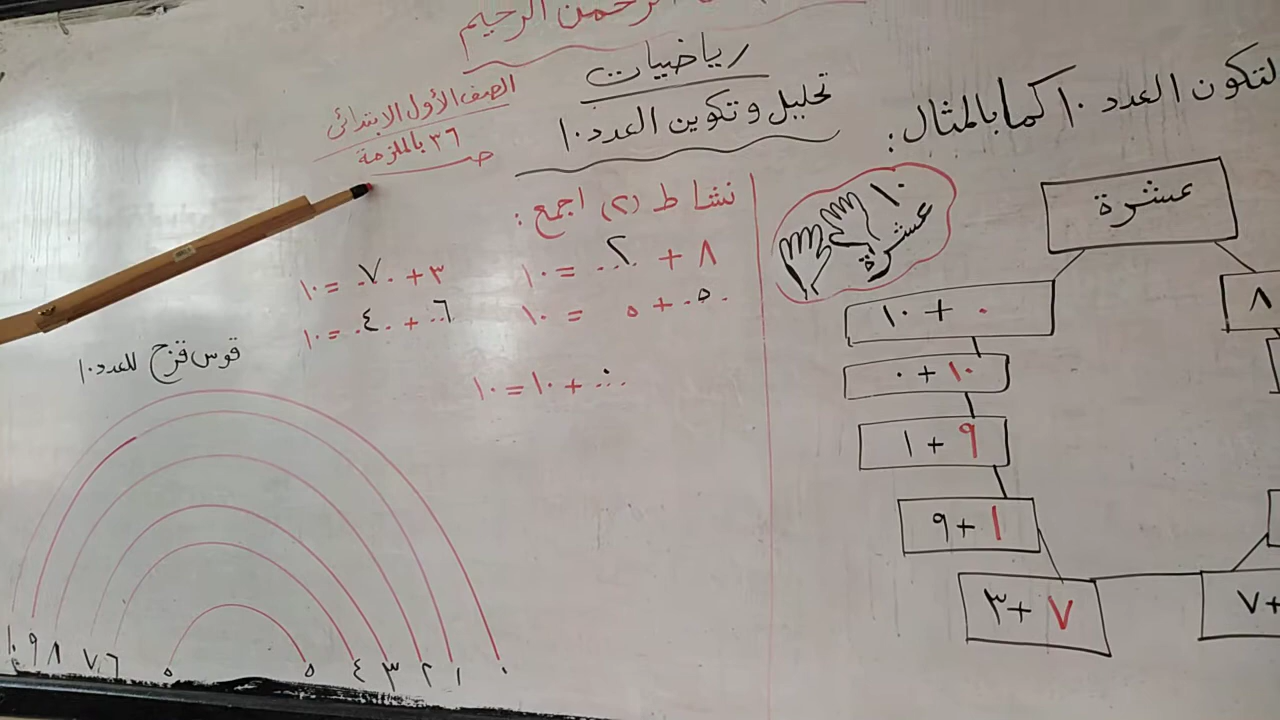 الرحمن الرحيم
رياضيات
تحليل وتكوين العدد ١٠
الصف الأول الابتدائى
صـ ٣٦ بالملزمة
لتكون العدد ١٠ كما بالمثال :
عشرة
١٠
عشرة
٠ + ١٠
١٠ + ٠
٩ + ١
١ + ٩
٧ + ٣
٨
٧ +
نشاط (٢) اجمع :
٨ + ...٢... = ١٠
..٥.. + ٥ = ١٠
...٠... + ١٠ = ١٠
٣ + ..٧.. = ١٠
..٦ + ..٤.. = ١٠
قوس قزح للعدد ١٠
٠ ١ ٢ ٣ ٤ ٥ ٥ ٦ ٧ ٨ ٩ ١٠